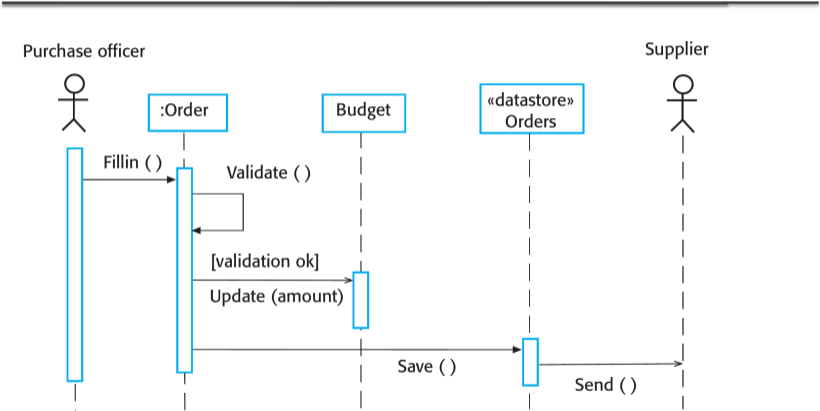 Purchase officer
Supplier
:Order
Budget
«datastore»
Orders
Fillin ( )
Validate ( )
[validation ok]
Update (amount)
Save ( )
Send ( )